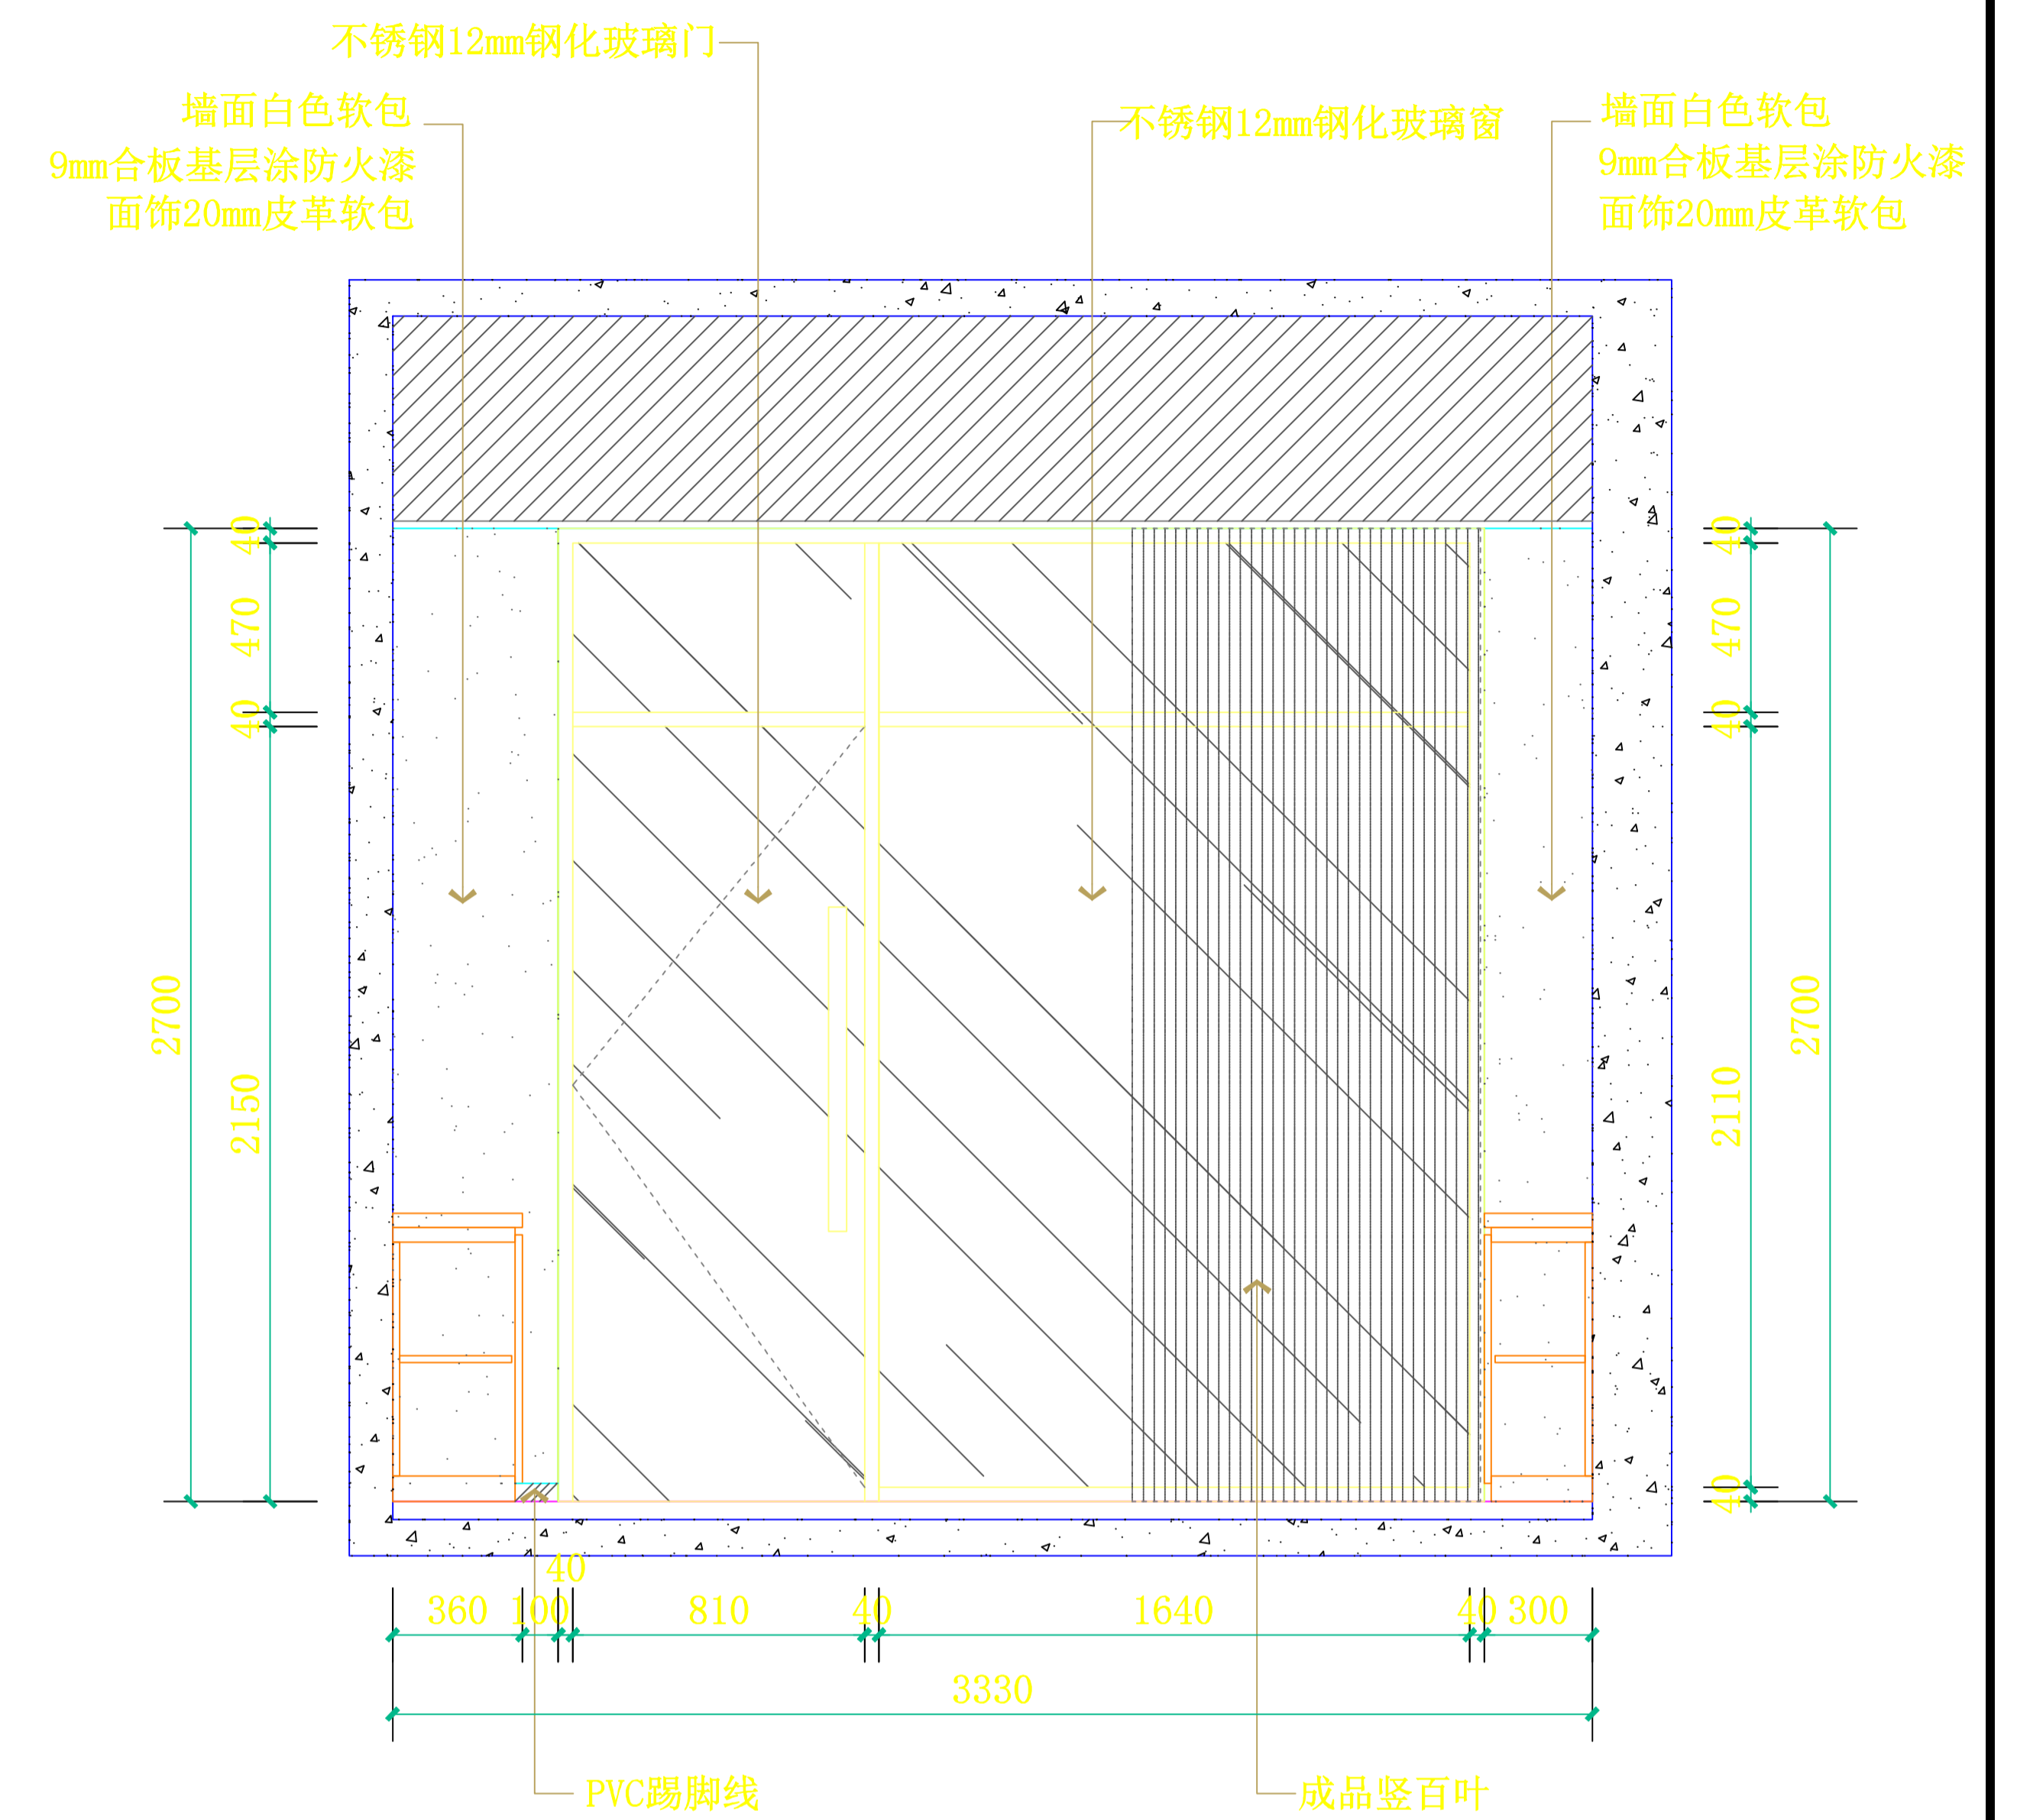 不锈钢12mm钢化玻璃门
墙面白色软包
9mm合板基层涂防火漆
面饰20mm皮革软包
不锈钢12mm钢化玻璃窗
墙面白色软包
9mm合板基层涂防火漆
面饰20mm皮革软包
40
470
40
2150
2700
40
470
40
2110
40
2700
40
360 100 810 40 1640 40 300
3330
PVC踢脚线
成品竖百叶